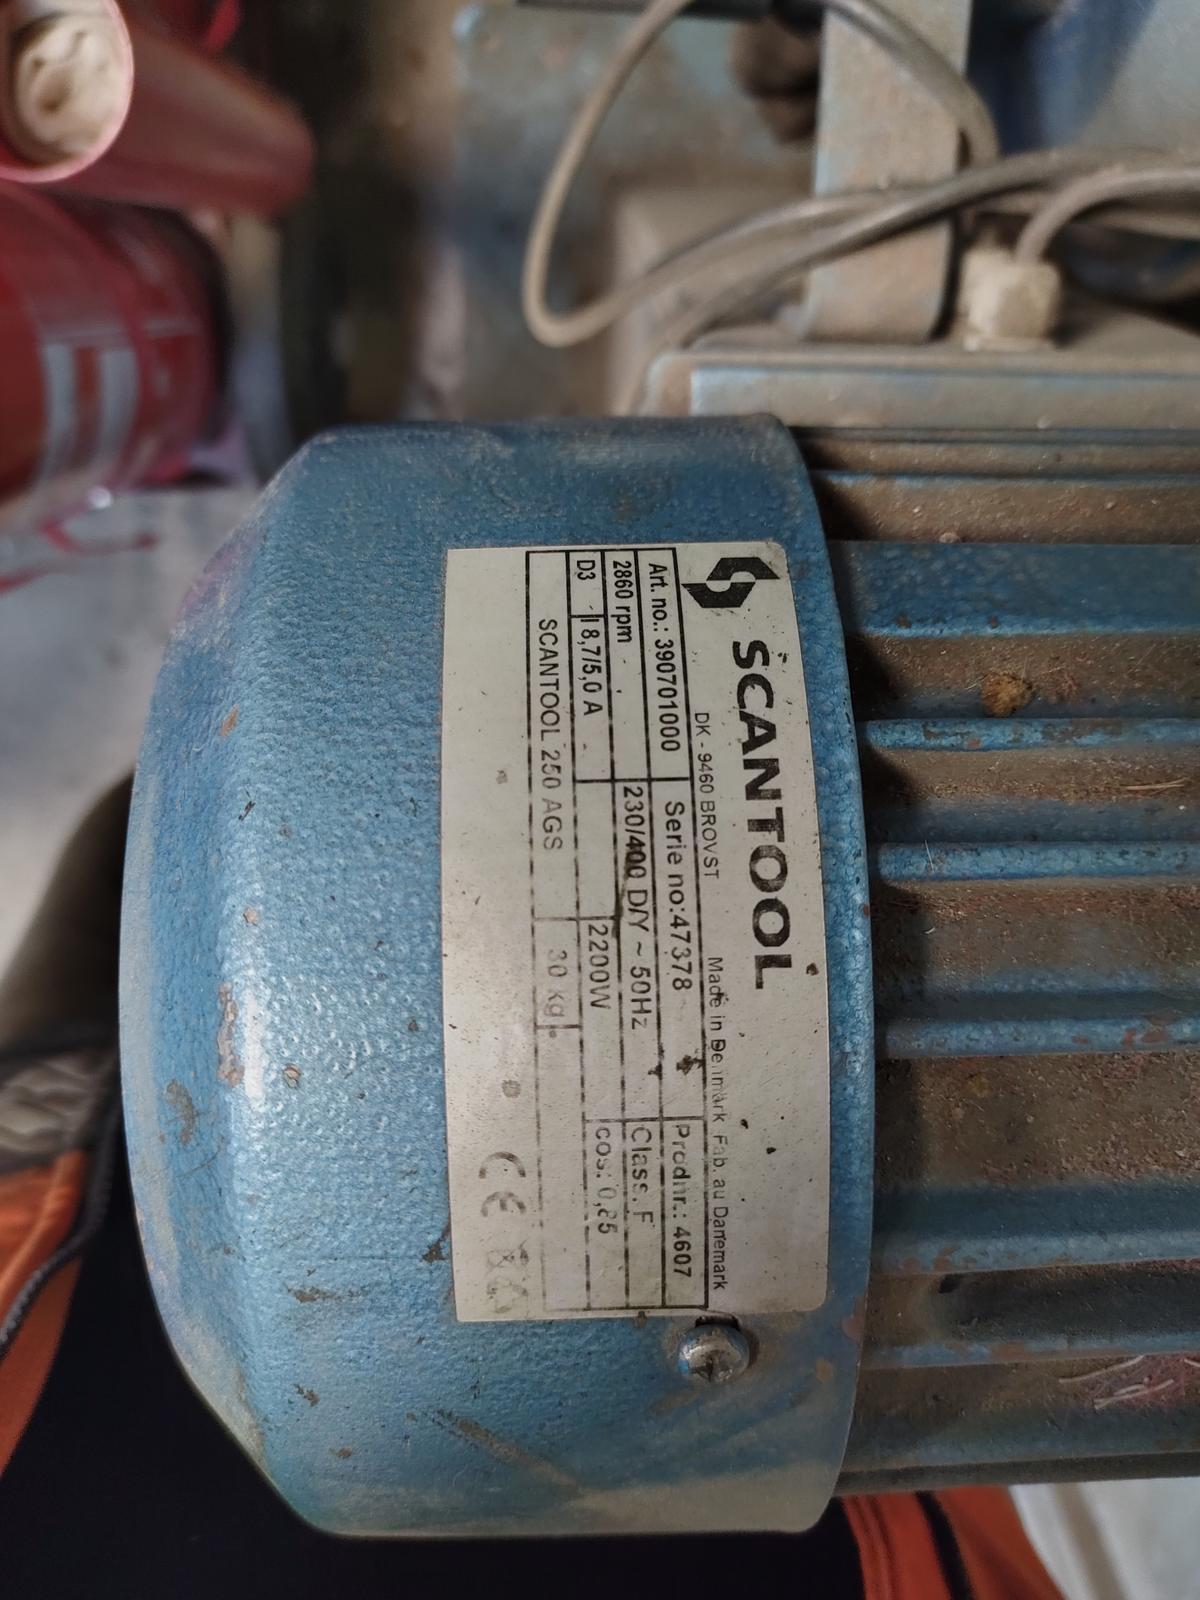 SCANTOOL
DK - 9460 BROVST Made in Denmark Fab. au Danemark
Art. no.: 390701000 Serie no:47378 Prodnr.: 4607
2860 rpm 230/400 D/Y ~ 50Hz Class. F
D3 I 8,7/5,0 A 2200W cos: 0,85
SCANTOOL 250 AGS 30 kg.
CE